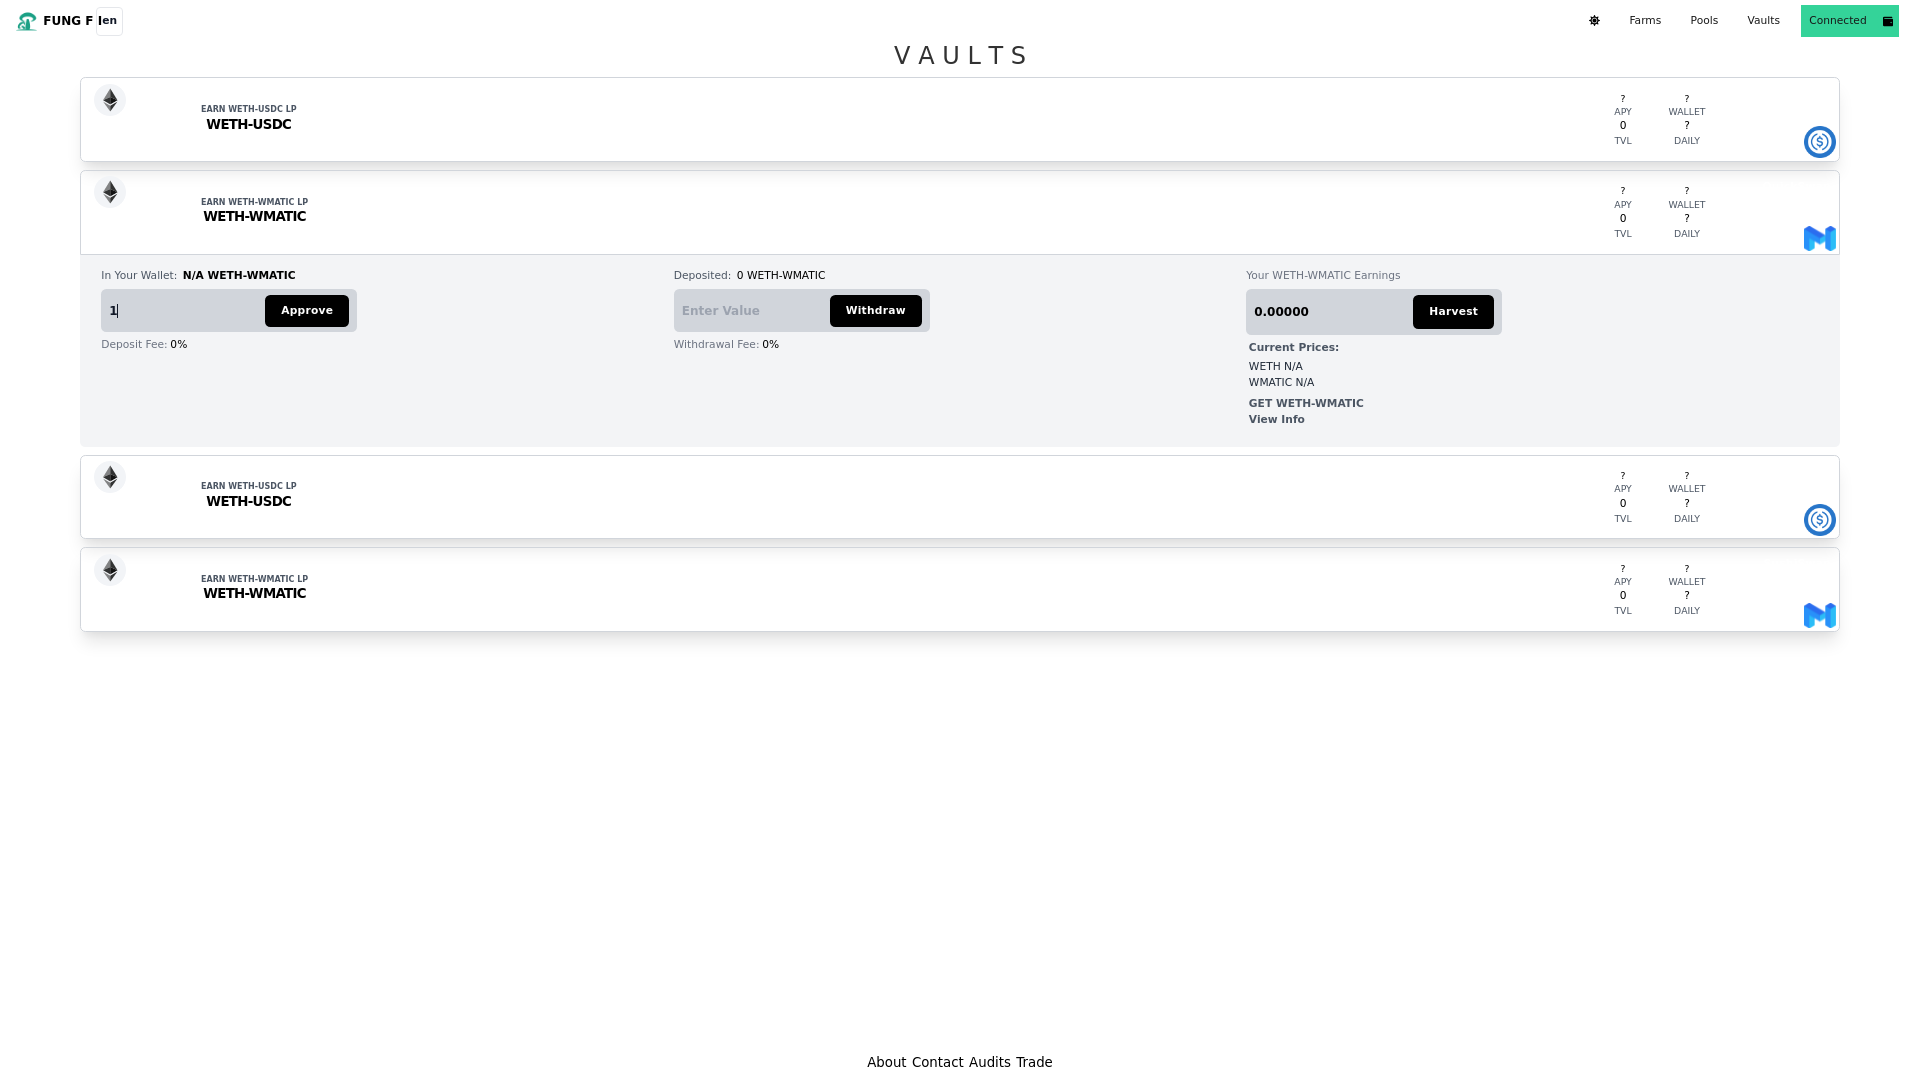 FUNG F I en Farms Pools Vaults Connected
VAULTS
EARN WETH-USDC LP
WETH-USDC
? ?
APY WALLET
0 ?
TVL DAILY
EARN WETH-WMATIC LP
WETH-WMATIC
? ?
APY WALLET
0 ?
TVL DAILY
In Your Wallet: N/A WETH-WMATIC
1 Approve
Deposit Fee: 0%
Deposited: 0 WETH-WMATIC
Enter Value Withdraw
Withdrawal Fee: 0%
Your WETH-WMATIC Earnings
0.00000 Harvest
Current Prices:
WETH N/A
WMATIC N/A
GET WETH-WMATIC
View Info
EARN WETH-USDC LP
WETH-USDC
? ?
APY WALLET
0 ?
TVL DAILY
EARN WETH-WMATIC LP
WETH-WMATIC
? ?
APY WALLET
0 ?
TVL DAILY
About Contact Audits Trade